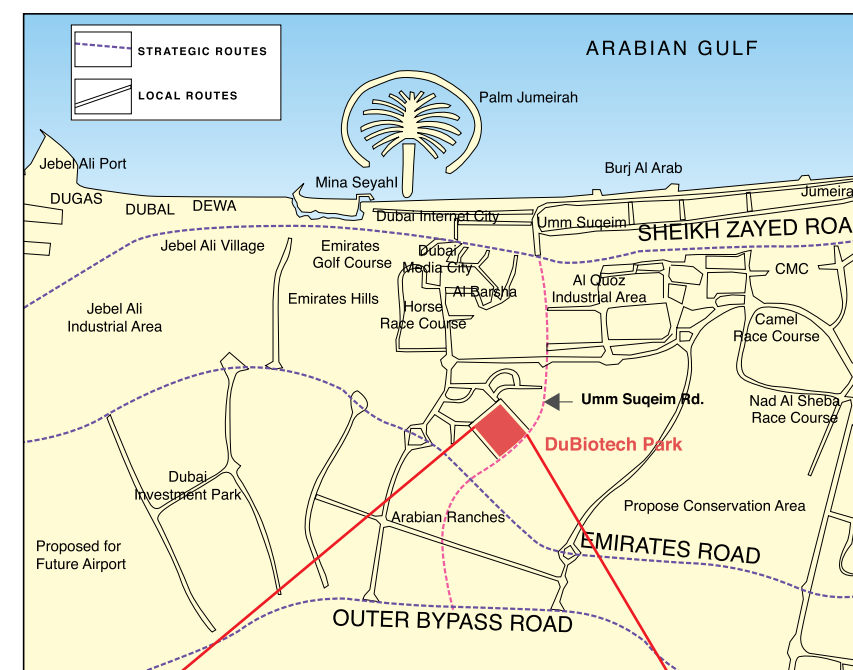 ARABIAN GULF
STRATEGIC ROUTES
LOCAL ROUTES
Palm Jumeirah
Jebel Ali Port
Burj Al Arab
Mina Seyahl
Jumeira
DUGAS
DUBAL
DEWA
Dubai Internet City
Umm Suqeim
SHEIKH ZAYED ROA
Jebel Ali Village
Emirates
Golf Course
Dubai
Media City
Al Barsha
Al Quoz
Industrial Area
CMC
Emirates Hills
Horse
Race Course
Jebel Ali
Industrial Area
Camel
Race Course
Umm Suqeim Rd.
Nad Al Sheba
Race Course
DuBiotech Park
Dubai
Investment Park
Arabian Ranches
Propose Conservation Area
Proposed for
Future Airport
EMIRATES ROAD
OUTER BYPASS ROAD